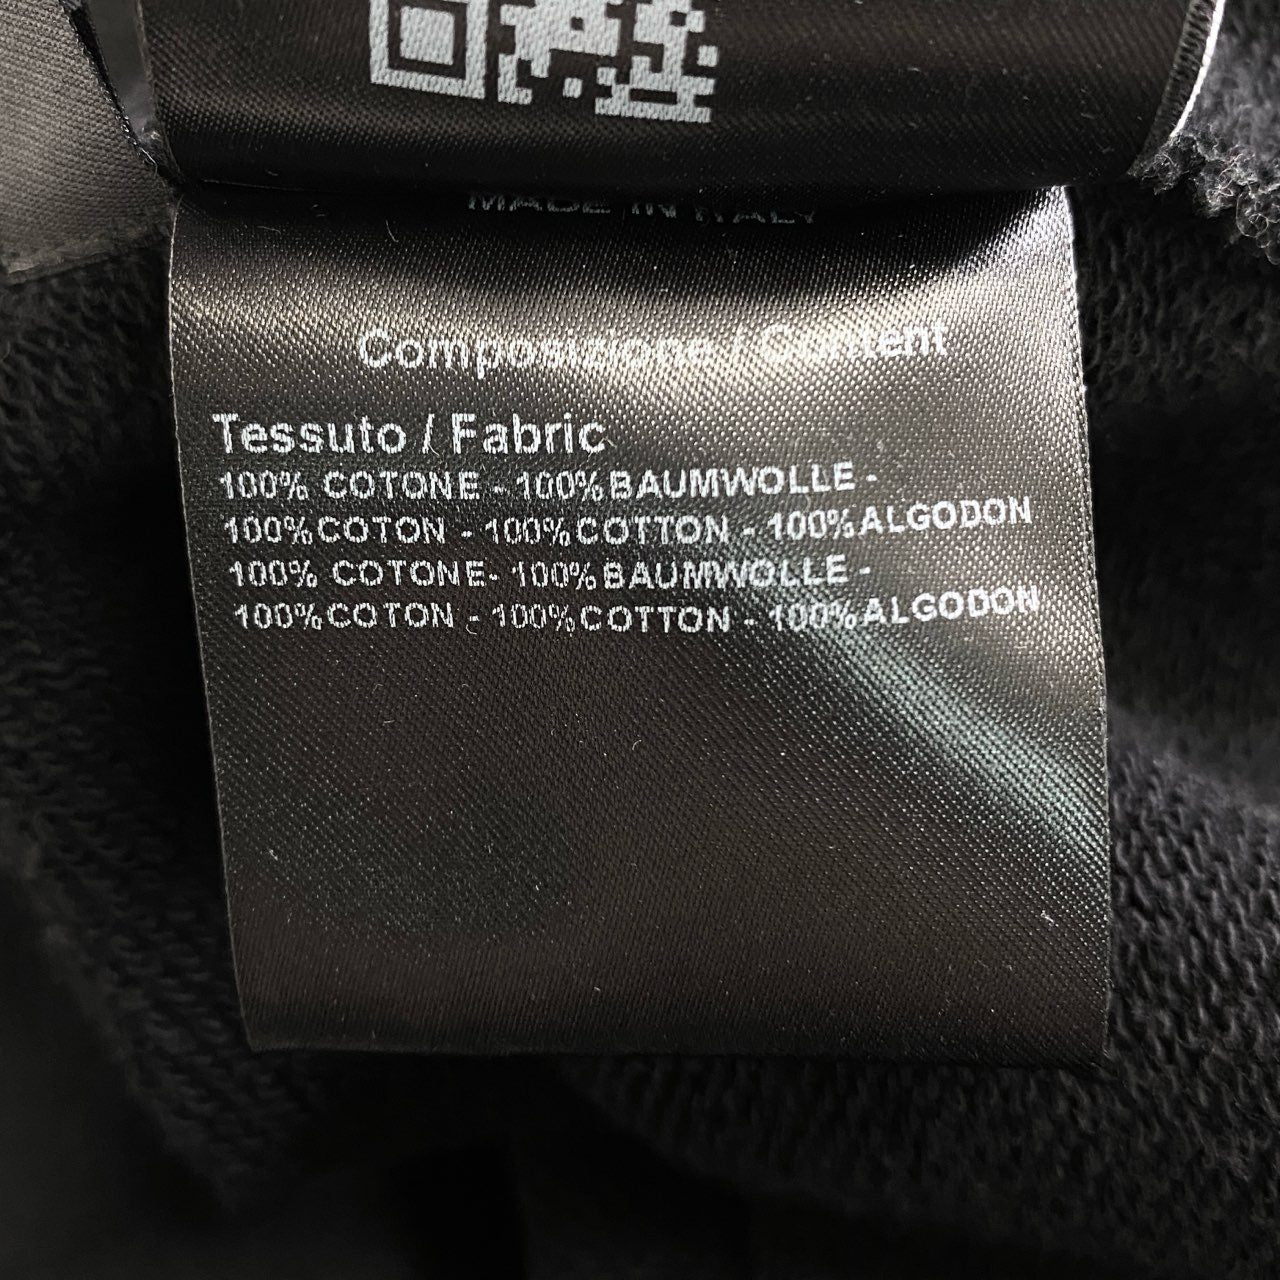 MADE IN ITALY
Composizione / Content
Tessuto / Fabric
100% COTONE - 100% BAUMWOLLE -
100% COTON - 100% COTTON - 100% ALGODON
100% COTONE- 100% BAUMWOLLE -
100% COTON - 100% COTTON - 100% ALGODON